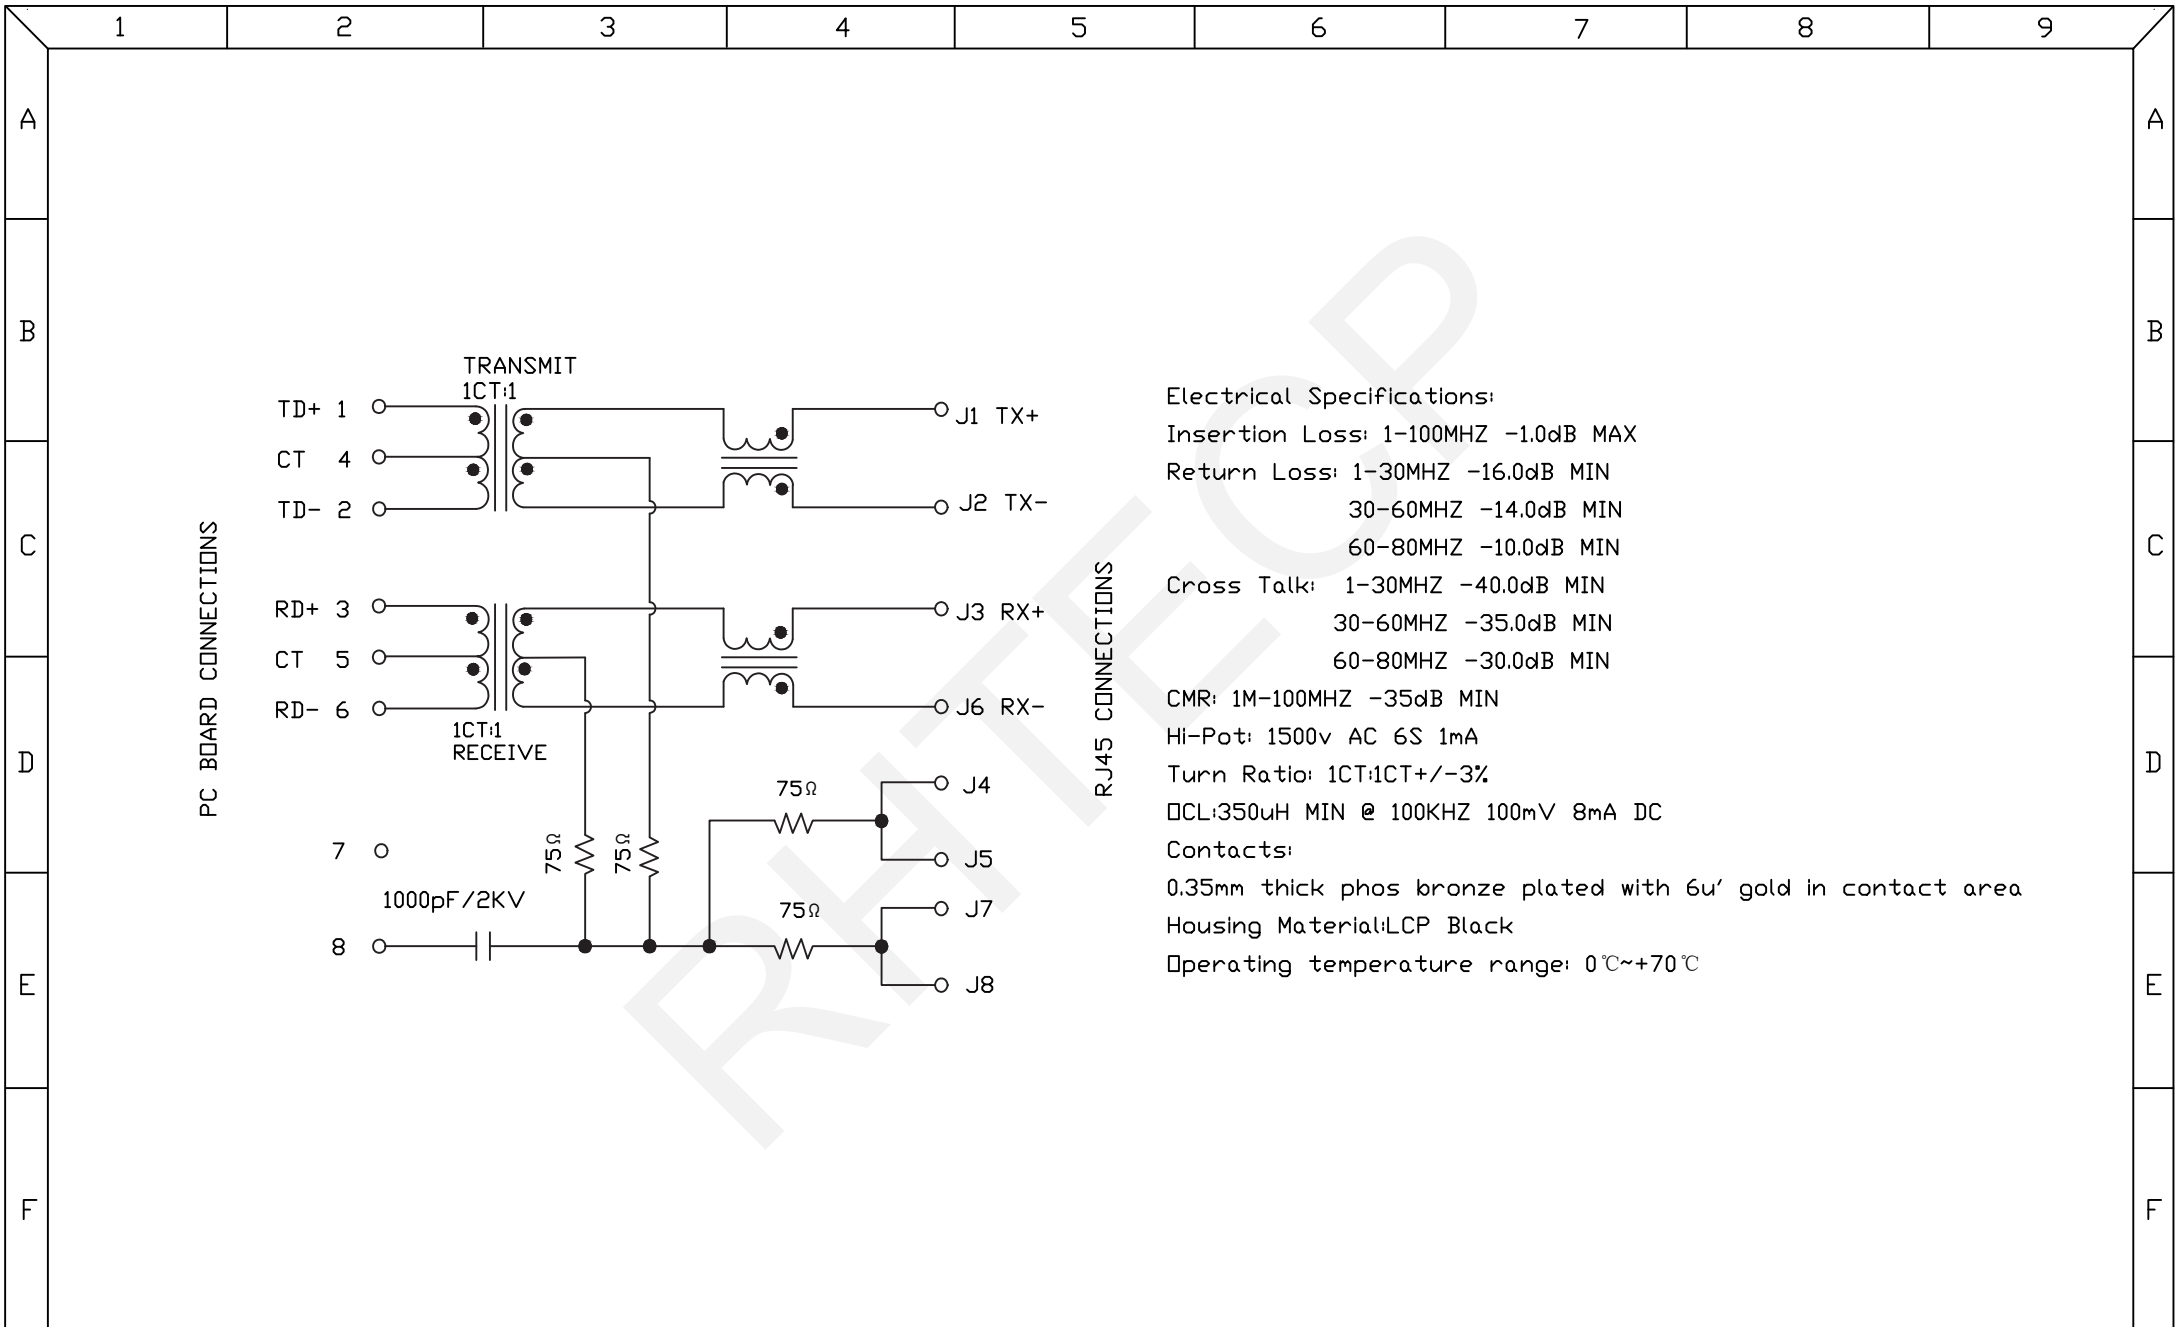 1 2 3 4 5 6 7 8 9
A A
B B
C C
D D
E E
F F
PC BOARD CONNECTIONS
TRANSMIT
1CT:1
TD+ 1
CT 4
TD- 2
RD+ 3
CT 5
RD- 6
1CT:1
RECEIVE
7
1000pF/2KV
8
75Ω
75Ω
75Ω
75Ω
J1 TX+
J2 TX-
J3 RX+
J6 RX-
J4
J5
J7
J8
RJ45 CONNECTIONS
Electrical Specifications:
Insertion Loss: 1-100MHZ -1.0dB MAX
Return Loss: 1-30MHZ -16.0dB MIN
30-60MHZ -14.0dB MIN
60-80MHZ -10.0dB MIN
Cross Talk: 1-30MHZ -40.0dB MIN
30-60MHZ -35.0dB MIN
60-80MHZ -30.0dB MIN
CMR: 1M-100MHZ -35dB MIN
Hi-Pot: 1500v AC 6S 1mA
Turn Ratio: 1CT:1CT+/-3%
OCL:350uH MIN @ 100KHZ 100mV 8mA DC
Contacts:
0.35mm thick phos bronze plated with 6u' gold in contact area
Housing Material:LCP Black
Operating temperature range: 0℃~+70℃
RHTECP